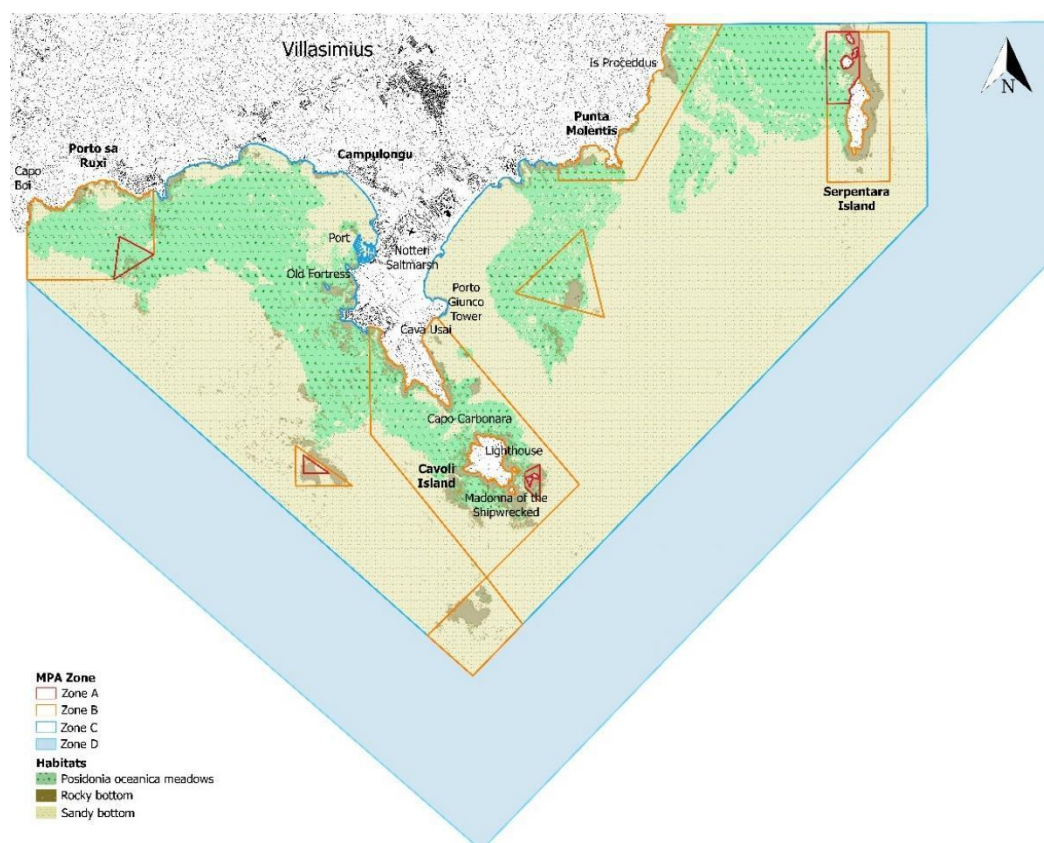 Villasimius
Is Proceddus
N
Punta
Molentis
Porto sa
Ruxi
Campulongu
Capo
Boi
Serpentara
Island
Port
Notteri
Saltmarsh
Old Fortress
Porto
Giunco
Tower
Cava Usai
Capo Carbonara
Lighthouse
Cavoli
Island
Madonna of the
Shipwrecked
MPA Zone
Zone A
Zone B
Zone C
Zone D
Habitats
Posidonia oceanica meadows
Rocky bottom
Sandy bottom